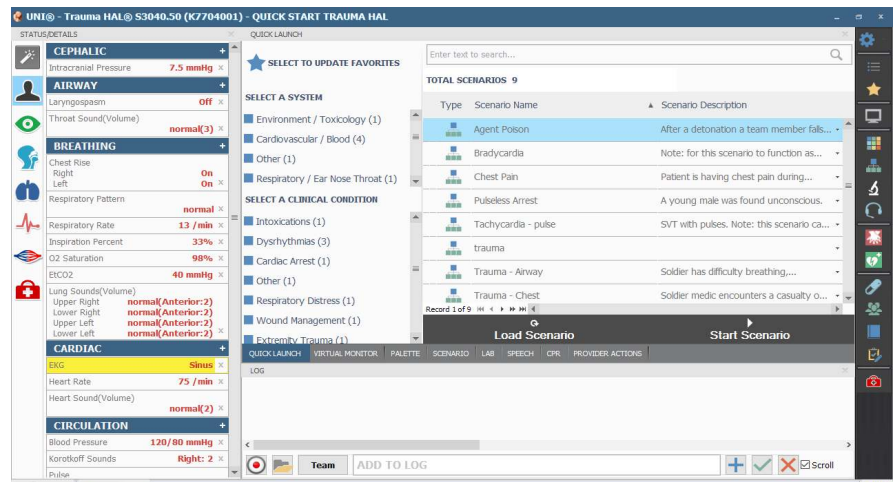 UNI® - Trauma HAL® S3040.50 (K7704001) - QUICK START TRAUMA HAL
STATUS/DETAILS
CEPHALIC +
Intracranial Pressure 7.5 mmHg ×
AIRWAY +
Laryngospasm Off ×
Throat Sound(Volume)
normal(3) ×
BREATHING +
Chest Rise
Right On
Left On ×
Respiratory Pattern
normal ×
Respiratory Rate 13 /min ×
Inspiration Percent 33% ×
O2 Saturation 98% ×
EtCO2 40 mmHg ×
Lung Sounds(Volume)
Upper Right normal(Anterior:2)
Lower Right normal(Anterior:2)
Upper Left normal(Anterior:2)
Lower Left normal(Anterior:2) ×
CARDIAC +
EKG Sinus ×
Heart Rate 75 /min ×
Heart Sound(Volume)
normal(2) ×
CIRCULATION +
Blood Pressure 120/80 mmHg ×
Korotkoff Sounds Right: 2 ×
Pulse
QUICK LAUNCH
SELECT TO UPDATE FAVORITES
SELECT A SYSTEM
Environment / Toxicology (1)
Cardiovascular / Blood (4)
Other (1)
Respiratory / Ear Nose Throat (1)
SELECT A CLINICAL CONDITION
Intoxications (1)
Dysrhythmias (3)
Cardiac Arrest (1)
Other (1)
Respiratory Distress (1)
Wound Management (1)
Extremity Trauma (1)
Enter text to search...
TOTAL SCENARIOS 9
Type Scenario Name Scenario Description
Agent Poison After a detonation a team member falls...
Bradycardia Note: for this scenario to function as...
Chest Pain Patient is having chest pain during...
Pulseless Arrest A young male was found unconscious.
Tachycardia - pulse SVT with pulses. Note: this scenario ca...
trauma
Trauma - Airway Soldier has difficulty breathing,...
Trauma - Chest Soldier medic encounters a casualty o...
Record 1 of 9
Load Scenario Start Scenario
QUICK LAUNCH VIRTUAL MONITOR PALETTE SCENARIO LAB SPEECH CPR PROVIDER ACTIONS
LOG
Team ADD TO LOG Scroll